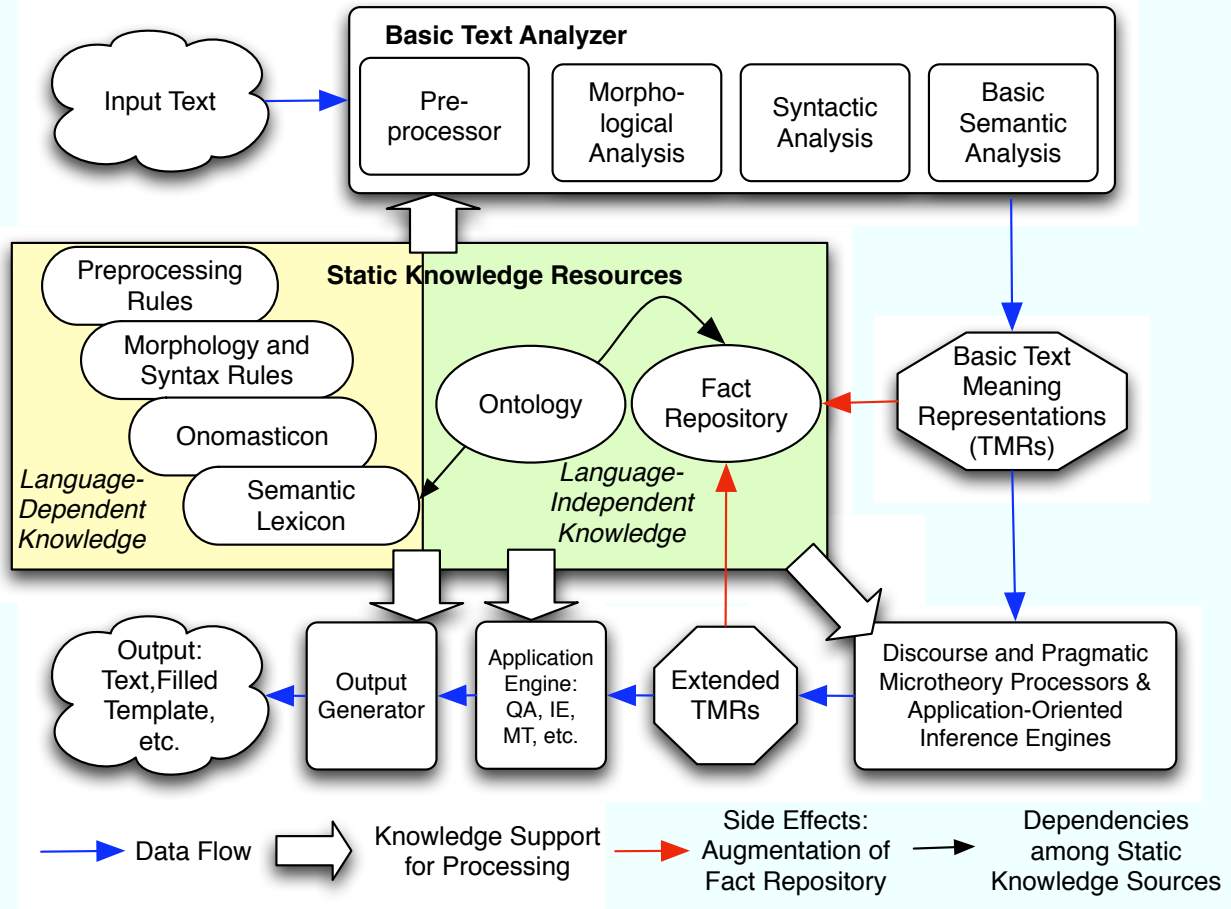 Basic Text Analyzer
Input Text
Pre-
processor
Morpho-
logical
Analysis
Syntactic
Analysis
Basic
Semantic
Analysis
Static Knowledge Resources
Preprocessing
Rules
Morphology and
Syntax Rules
Onomasticon
Semantic
Lexicon
Language-
Dependent
Knowledge
Ontology
Fact
Repository
Language-
Independent
Knowledge
Basic Text
Meaning
Representations
(TMRs)
Output:
Text,Filled
Template,
etc.
Output
Generator
Application
Engine:
QA, IE,
MT, etc.
Extended
TMRs
Discourse and Pragmatic
Microtheory Processors &
Application-Oriented
Inference Engines
Data Flow
Knowledge Support
for Processing
Side Effects:
Augmentation of
Fact Repository
Dependencies
among Static
Knowledge Sources